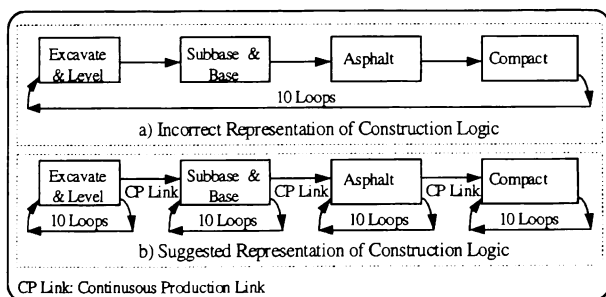 Excavate Subbase & Asphalt Compact
& Level Base
10 Loops
a) Incorrect Representation of Construction Logic
Excavate Subbase & Asphalt Compact
& Level CP Link Base CP Link CP Link
10 Loops 10 Loops 10 Loops 10 Loops
b) Suggested Representation of Construction Logic
CP Link: Continusous Production Link